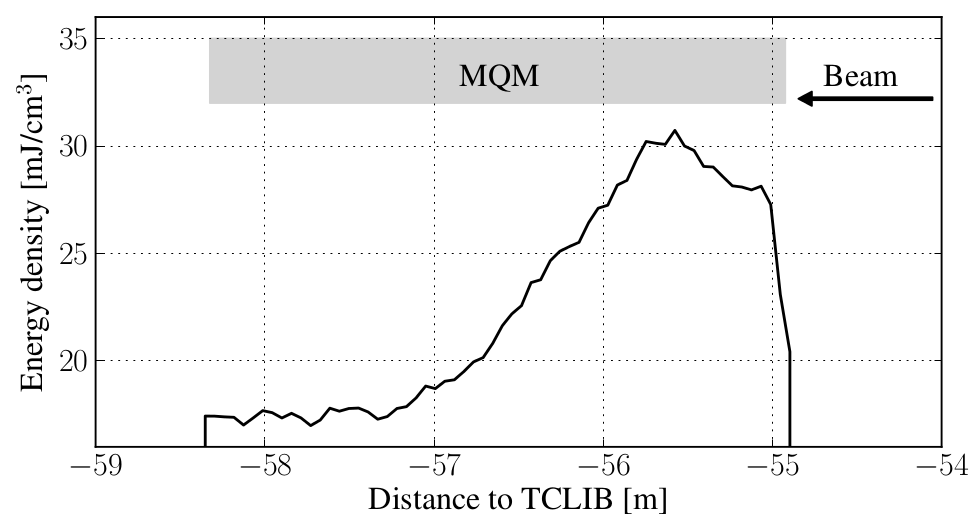 Energy density [mJ/cm³]
35
30
25
20
MQM
Beam
−59
−58
−57
−56
−55
−54
Distance to TCLIB [m]